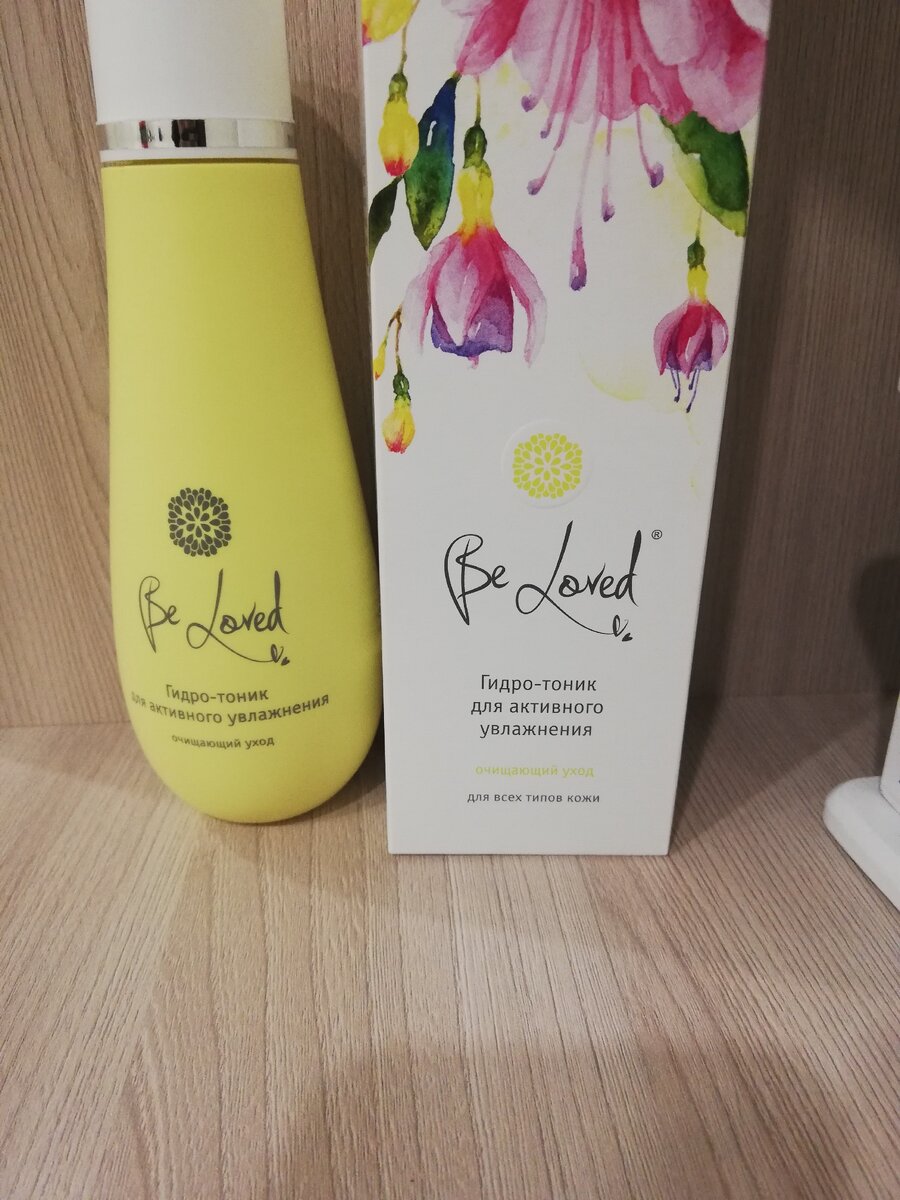 Be Loved
Гидро-тоник
для активного увлажнения
очищающий уход
Be Loved®
Гидро-тоник
для активного
увлажнения
очищающий уход
для всех типов кожи